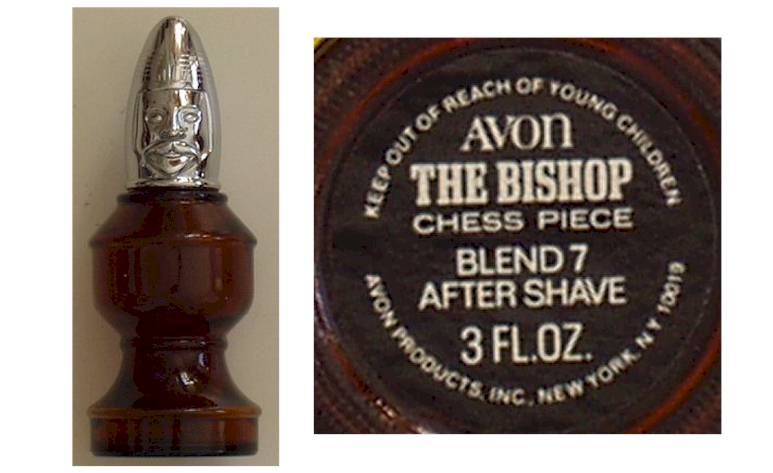 KEEP OUT OF REACH OF YOUNG CHILDREN
AVON
THE BISHOP
CHESS PIECE
BLEND 7
AFTER SHAVE
3 FL.OZ.
AVON PRODUCTS, INC., NEW YORK, N Y 10019